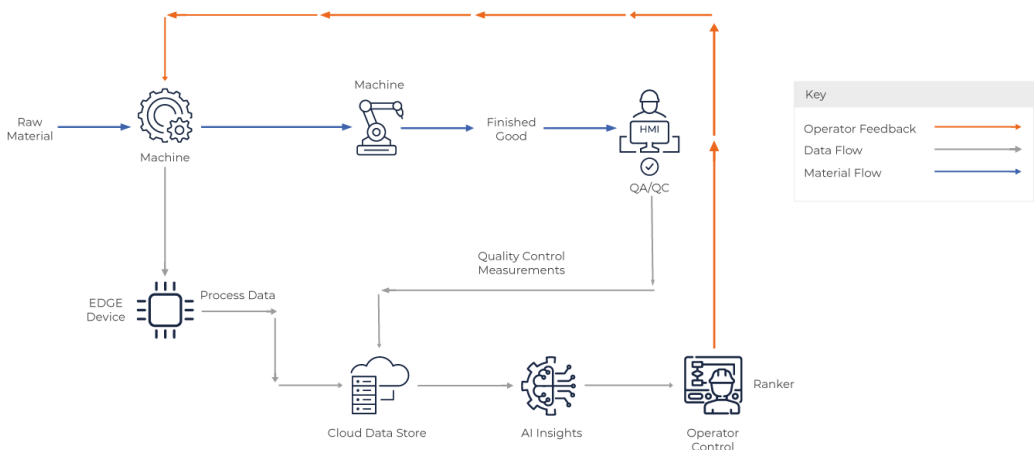 Machine
Raw
Material
Finished
Good
HMI
Machine
QA/QC
Key
Operator Feedback
Data Flow
Material Flow
Quality Control
Measurements
EDGE
Device
Process Data
Ranker
Cloud Data Store
AI Insights
Operator
Control